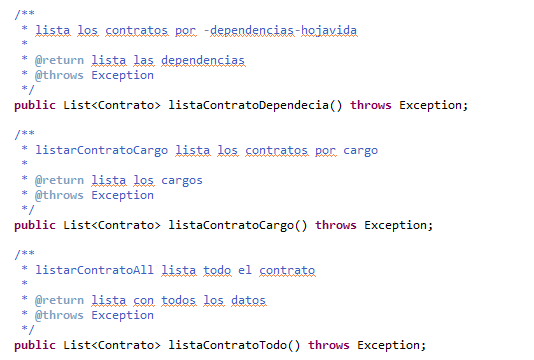 /**
 * lista los contratos por -dependencias-hojavida
 *
 * @return lista las dependencias
 * @throws Exception
 */
public List<Contrato> listaContratoDependecia() throws Exception;
/**
 * listarContratoCargo lista los contratos por cargo
 *
 * @return lista los cargos
 * @throws Exception
 */
public List<Contrato> listaContratoCargo() throws Exception;
/**
 * listarContratoAll lista todo el contrato
 *
 * @return lista con todos los datos
 * @throws Exception
 */
public List<Contrato> listaContratoTodo() throws Exception;